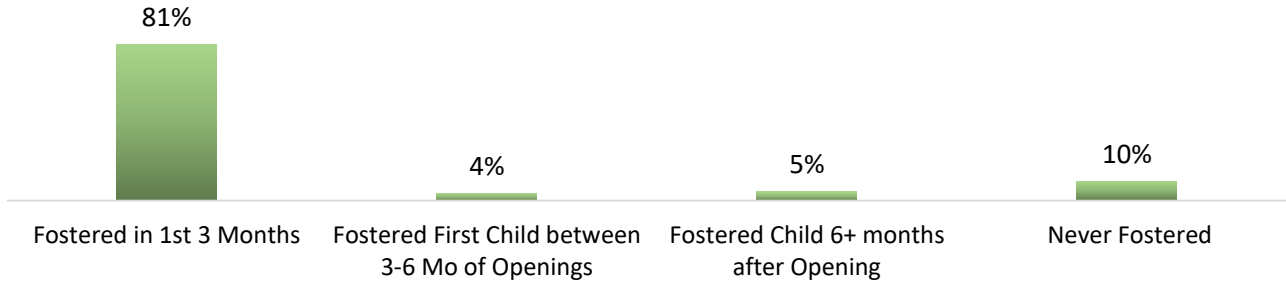 81%
4%
5%
10%
Fostered in 1st 3 Months
Fostered First Child between
3-6 Mo of Openings
Fostered Child 6+ months
after Opening
Never Fostered